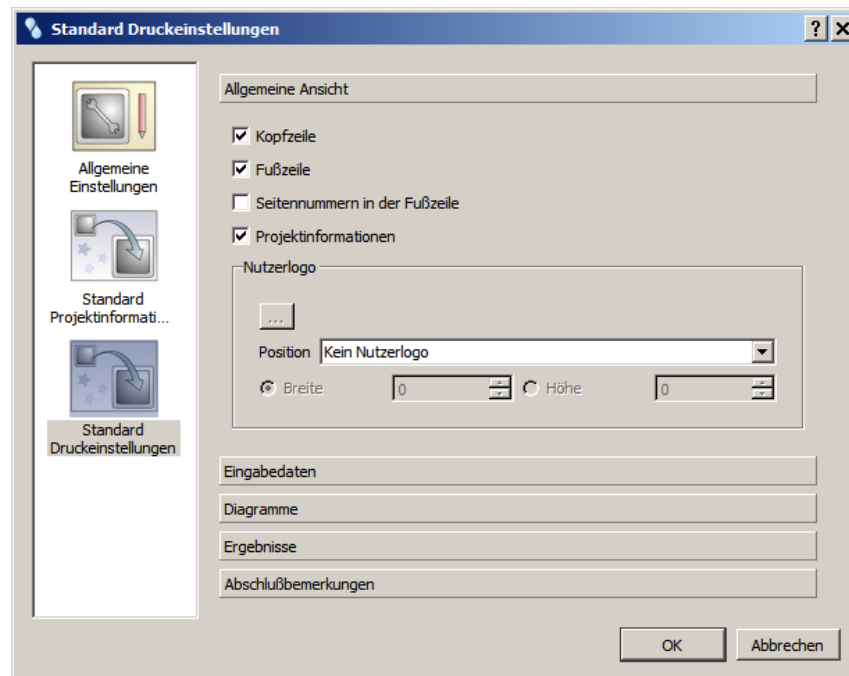 Standard Druckeinstellungen
Allgemeine
Einstellungen
Standard
Projektinformati...
Standard
Druckeinstellungen
Allgemeine Ansicht
Kopfzeile
Fußzeile
Seitennummern in der Fußzeile
Projektinformationen
Nutzerlogo
...
Position Kein Nutzerlogo
Breite 0 Höhe 0
Eingabedaten
Diagramme
Ergebnisse
Abschlußbemerkungen
OK Abbrechen